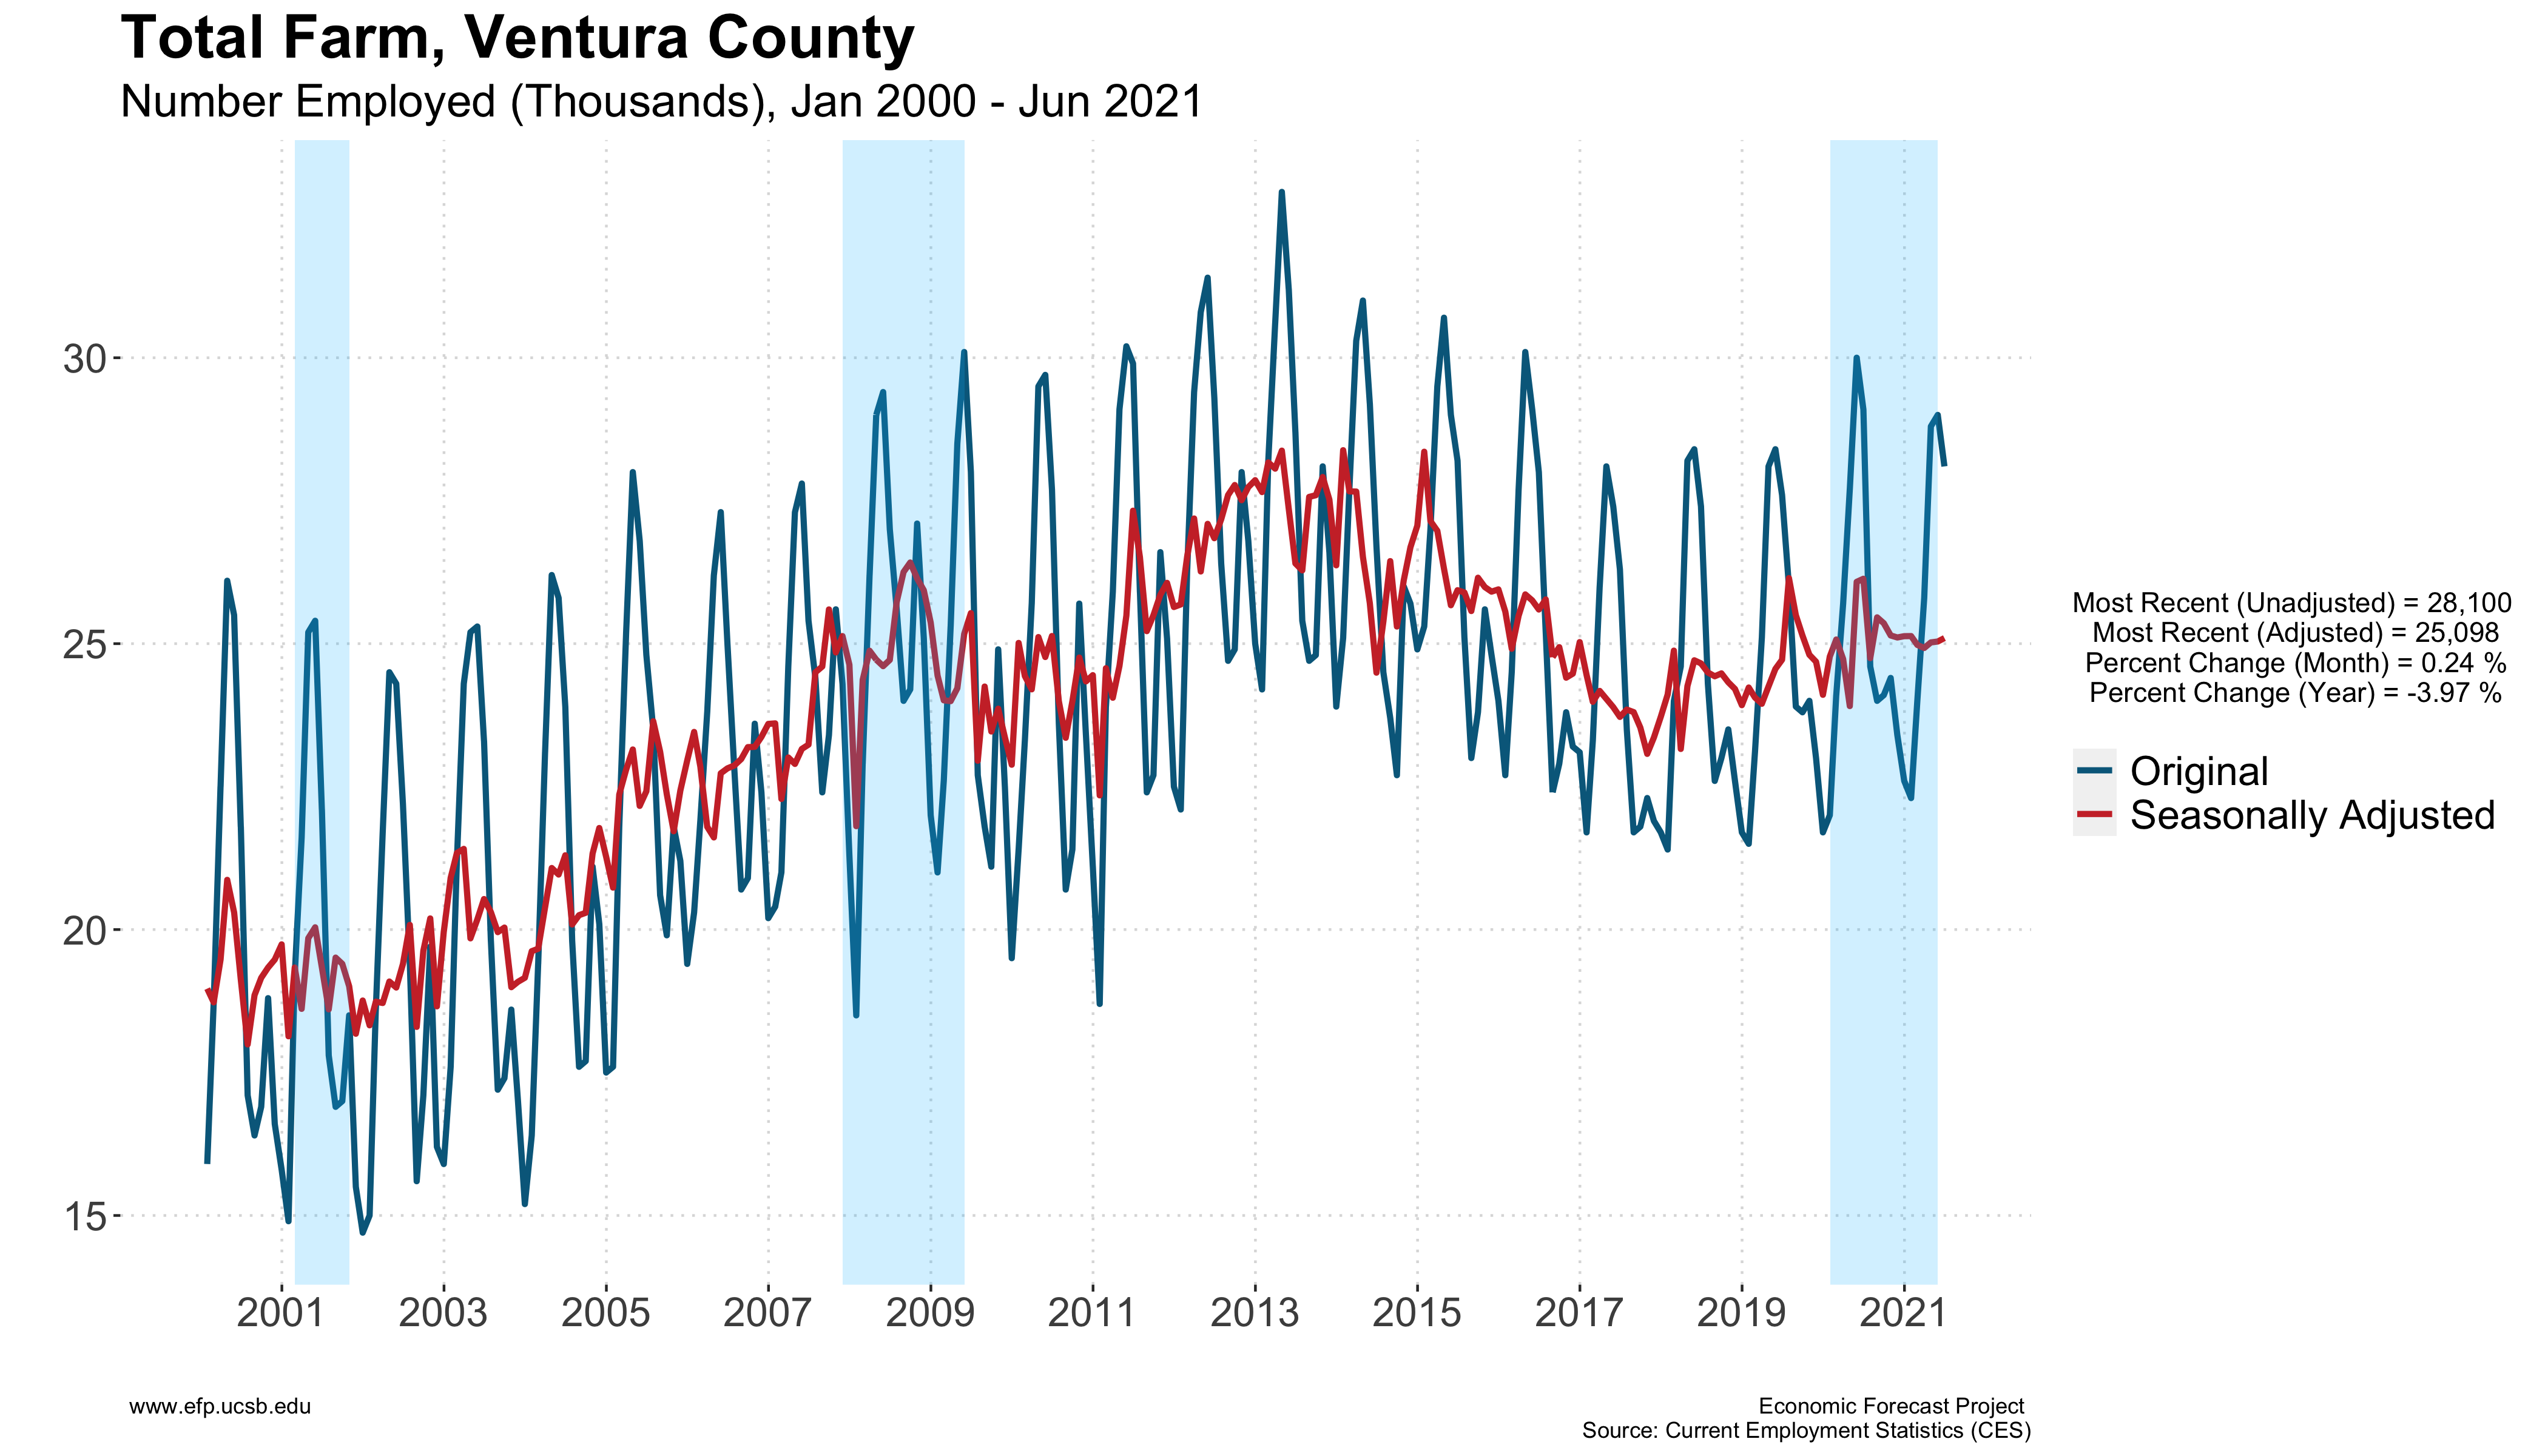 Total Farm, Ventura County
Number Employed (Thousands), Jan 2000 - Jun 2021
30
25
20
15
2001 2003 2005 2007 2009 2011 2013 2015 2017 2019 2021
Most Recent (Unadjusted) = 28,100
Most Recent (Adjusted) = 25,098
Percent Change (Month) = 0.24 %
Percent Change (Year) = -3.97 %
Original
Seasonally Adjusted
www.efp.ucsb.edu
Economic Forecast Project
Source: Current Employment Statistics (CES)